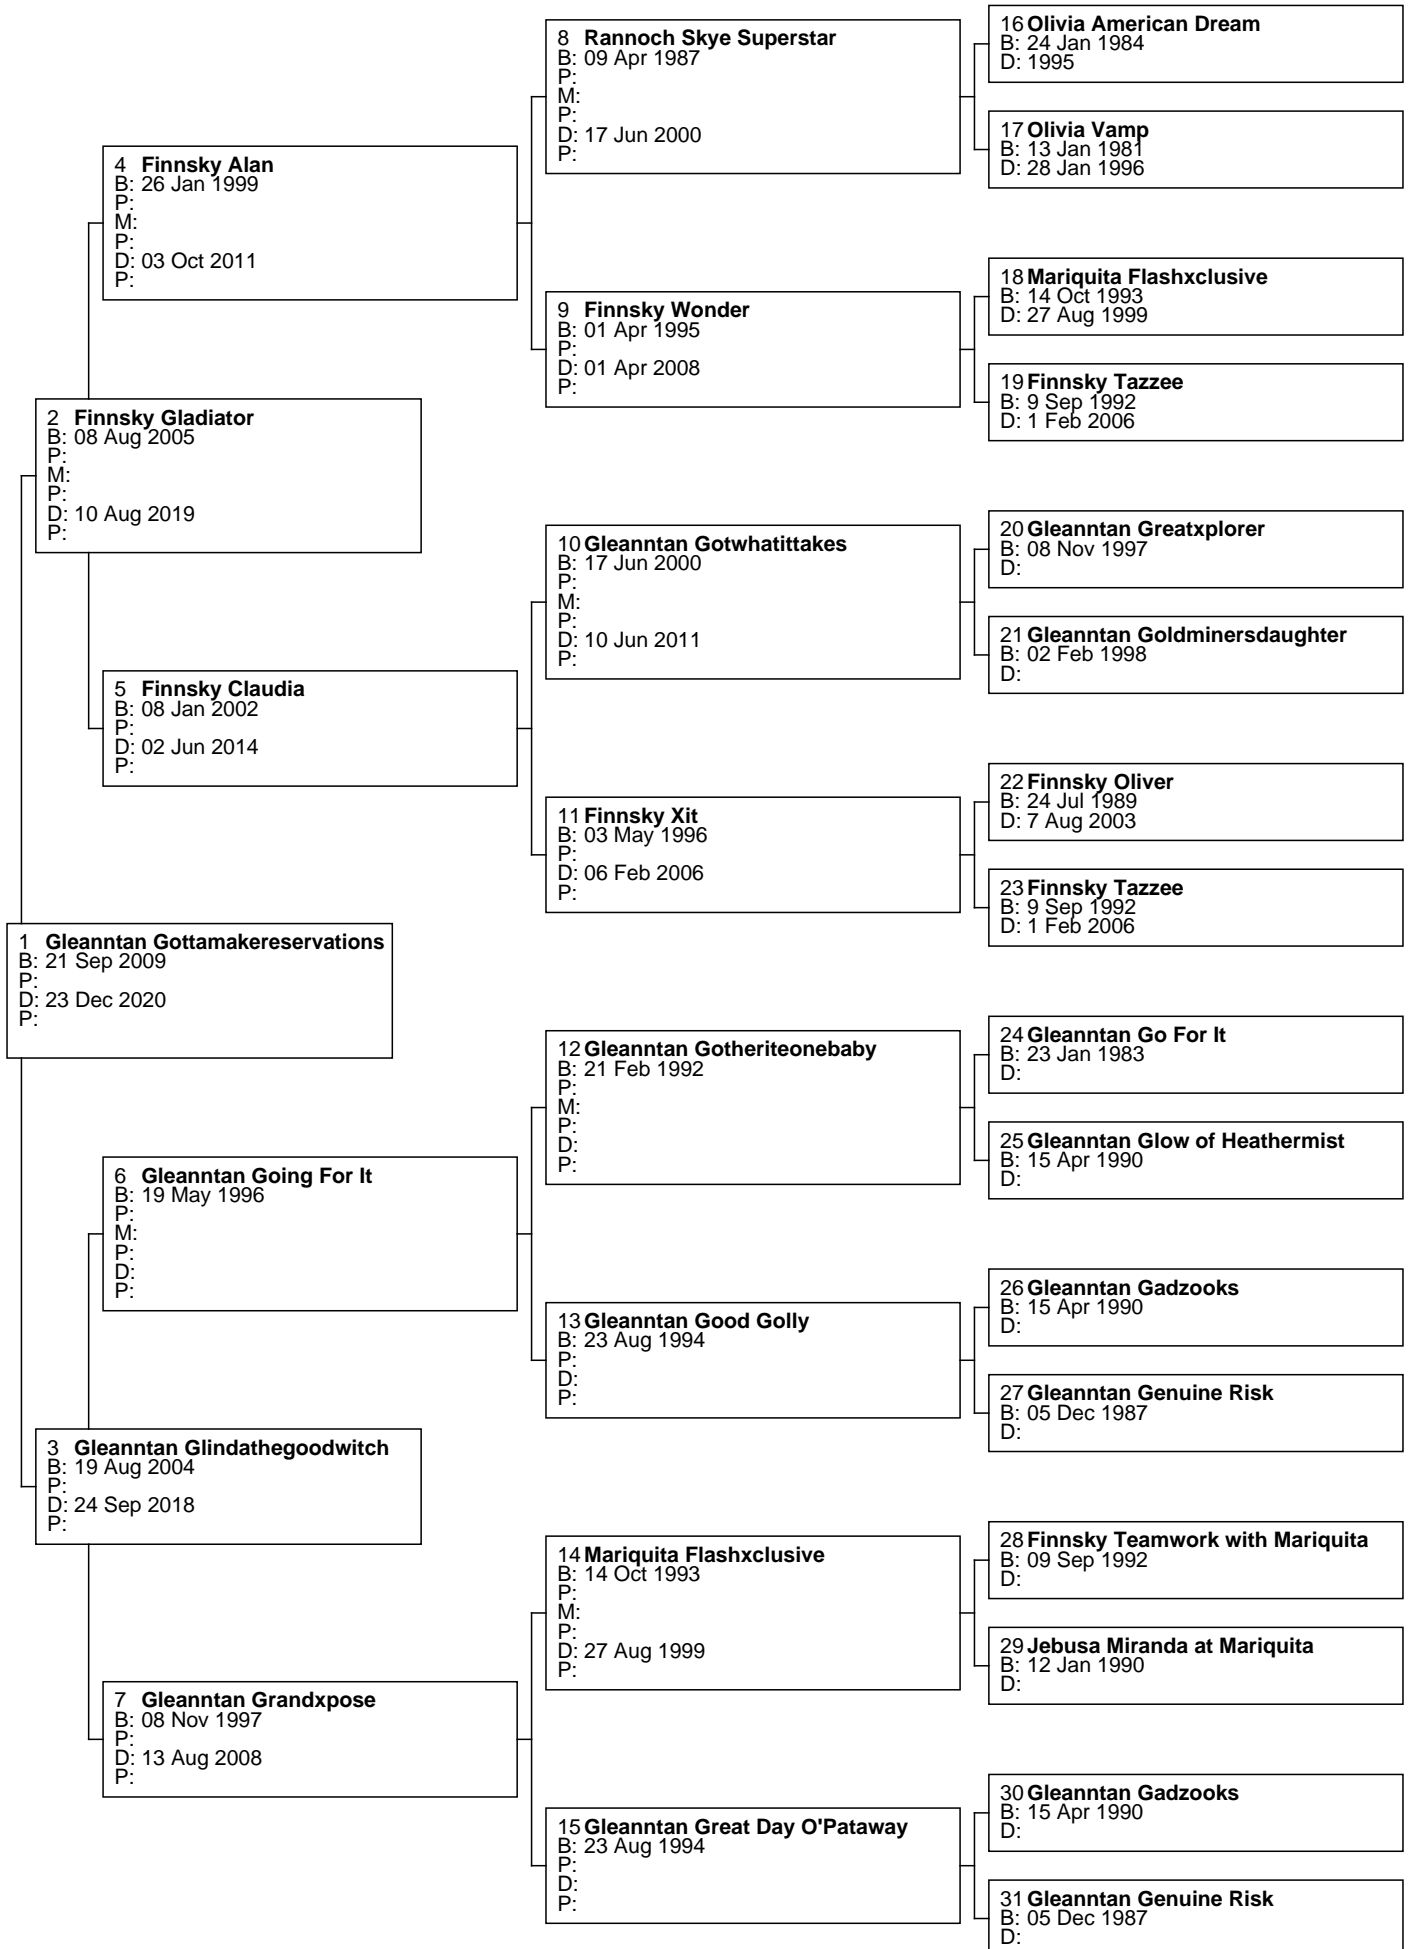 8 Rannoch Skye Superstar
B: 09 Apr 1987
P:
M:
P:
D: 17 Jun 2000
P:
16 Olivia American Dream
B: 24 Jan 1984
D: 1995
17 Olivia Vamp
B: 13 Jan 1981
D: 28 Jan 1996
4 Finnsky Alan
B: 26 Jan 1999
P:
M:
P:
D: 03 Oct 2011
P:
9 Finnsky Wonder
B: 01 Apr 1995
P:
D: 01 Apr 2008
P:
18 Mariquita Flashxclusive
B: 14 Oct 1993
D: 27 Aug 1999
19 Finnsky Tazzee
B: 9 Sep 1992
D: 1 Feb 2006
2 Finnsky Gladiator
B: 08 Aug 2005
P:
M:
P:
D: 10 Aug 2019
P:
10 Gleanntan Gotwhatittakes
B: 17 Jun 2000
P:
M:
P:
D: 10 Jun 2011
P:
20 Gleanntan Greatxplorer
B: 08 Nov 1997
D:
21 Gleanntan Goldminersdaughter
B: 02 Feb 1998
D:
5 Finnsky Claudia
B: 08 Jan 2002
P:
D: 02 Jun 2014
P:
11 Finnsky Xit
B: 03 May 1996
P:
D: 06 Feb 2006
P:
22 Finnsky Oliver
B: 24 Jul 1989
D: 7 Aug 2003
23 Finnsky Tazzee
B: 9 Sep 1992
D: 1 Feb 2006
1 Gleanntan Gottamakereservations
B: 21 Sep 2009
P:
D: 23 Dec 2020
P:
12 Gleanntan Gotheriteonebaby
B: 21 Feb 1992
P:
M:
P:
D:
P:
24 Gleanntan Go For It
B: 23 Jan 1983
D:
25 Gleanntan Glow of Heathermist
B: 15 Apr 1990
D:
6 Gleanntan Going For It
B: 19 May 1996
P:
M:
P:
D:
P:
13 Gleanntan Good Golly
B: 23 Aug 1994
P:
D:
P:
26 Gleanntan Gadzooks
B: 15 Apr 1990
D:
27 Gleanntan Genuine Risk
B: 05 Dec 1987
D:
3 Gleanntan Glindathegoodwitch
B: 19 Aug 2004
P:
D: 24 Sep 2018
P:
14 Mariquita Flashxclusive
B: 14 Oct 1993
P:
M:
P:
D: 27 Aug 1999
P:
28 Finnsky Teamwork with Mariquita
B: 09 Sep 1992
D:
29 Jebusa Miranda at Mariquita
B: 12 Jan 1990
D:
7 Gleanntan Grandxpose
B: 08 Nov 1997
P:
D: 13 Aug 2008
P:
15 Gleanntan Great Day O'Pataway
B: 23 Aug 1994
P:
D:
P:
30 Gleanntan Gadzooks
B: 15 Apr 1990
D:
31 Gleanntan Genuine Risk
B: 05 Dec 1987
D: